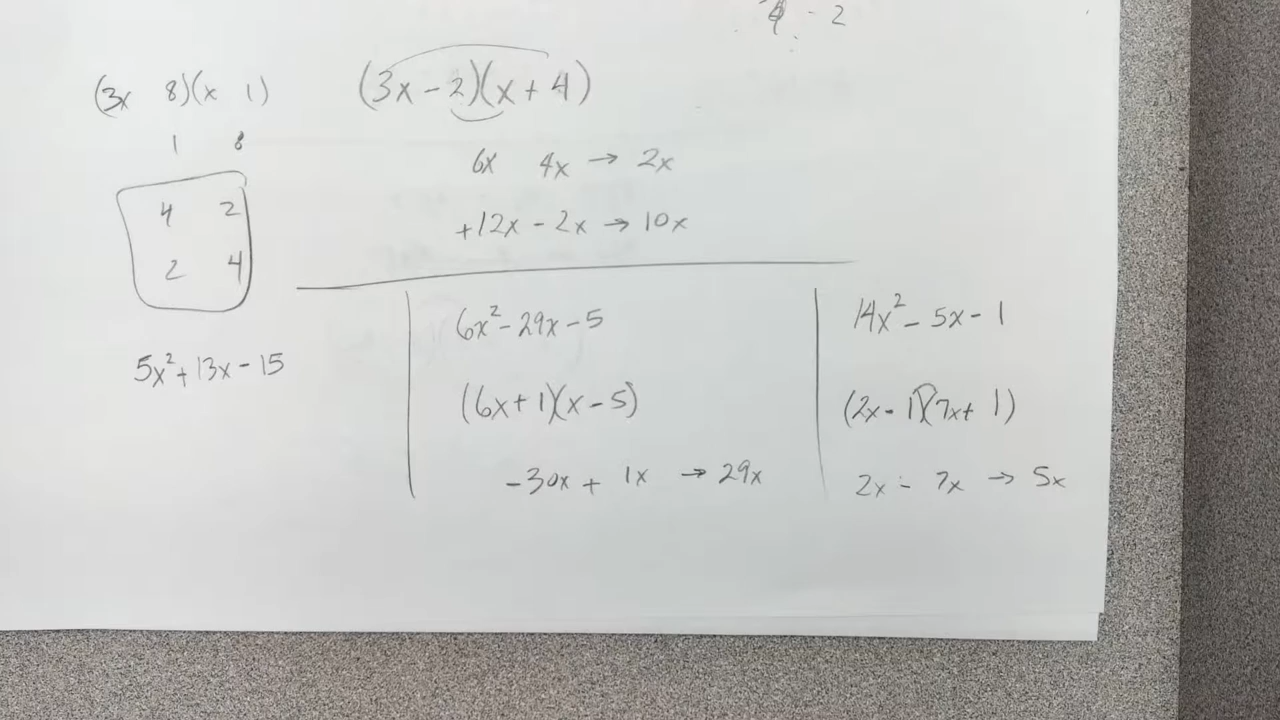 4 - 2
(3x 8)(x 1)
1 8
4 2
2 4
5x² + 13x - 15
(3x - 2)(x + 4)
6x 4x → 2x
+12x - 2x → 10x
6x² - 29x - 5
(6x + 1)(x - 5)
-30x + 1x → 29x
14x² - 5x - 1
(2x - 1)(7x + 1)
2x - 7x → 5x